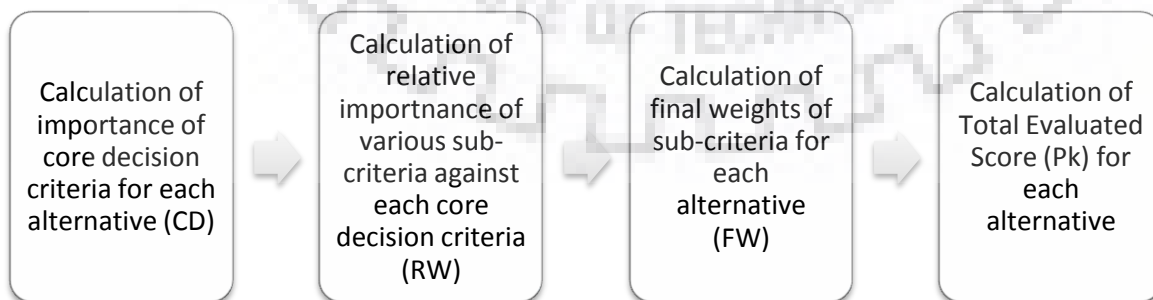 Calculation of
importance of
core decision
criteria for each
alternative (CD)
Calculation of
relative
importnance of
various sub-
criteria against
each core
decision criteria
(RW)
Calculation of
final weights of
sub-criteria for
each
alternative
(FW)
Calculation of
Total Evaluated
Score (Pk) for
each
alternative